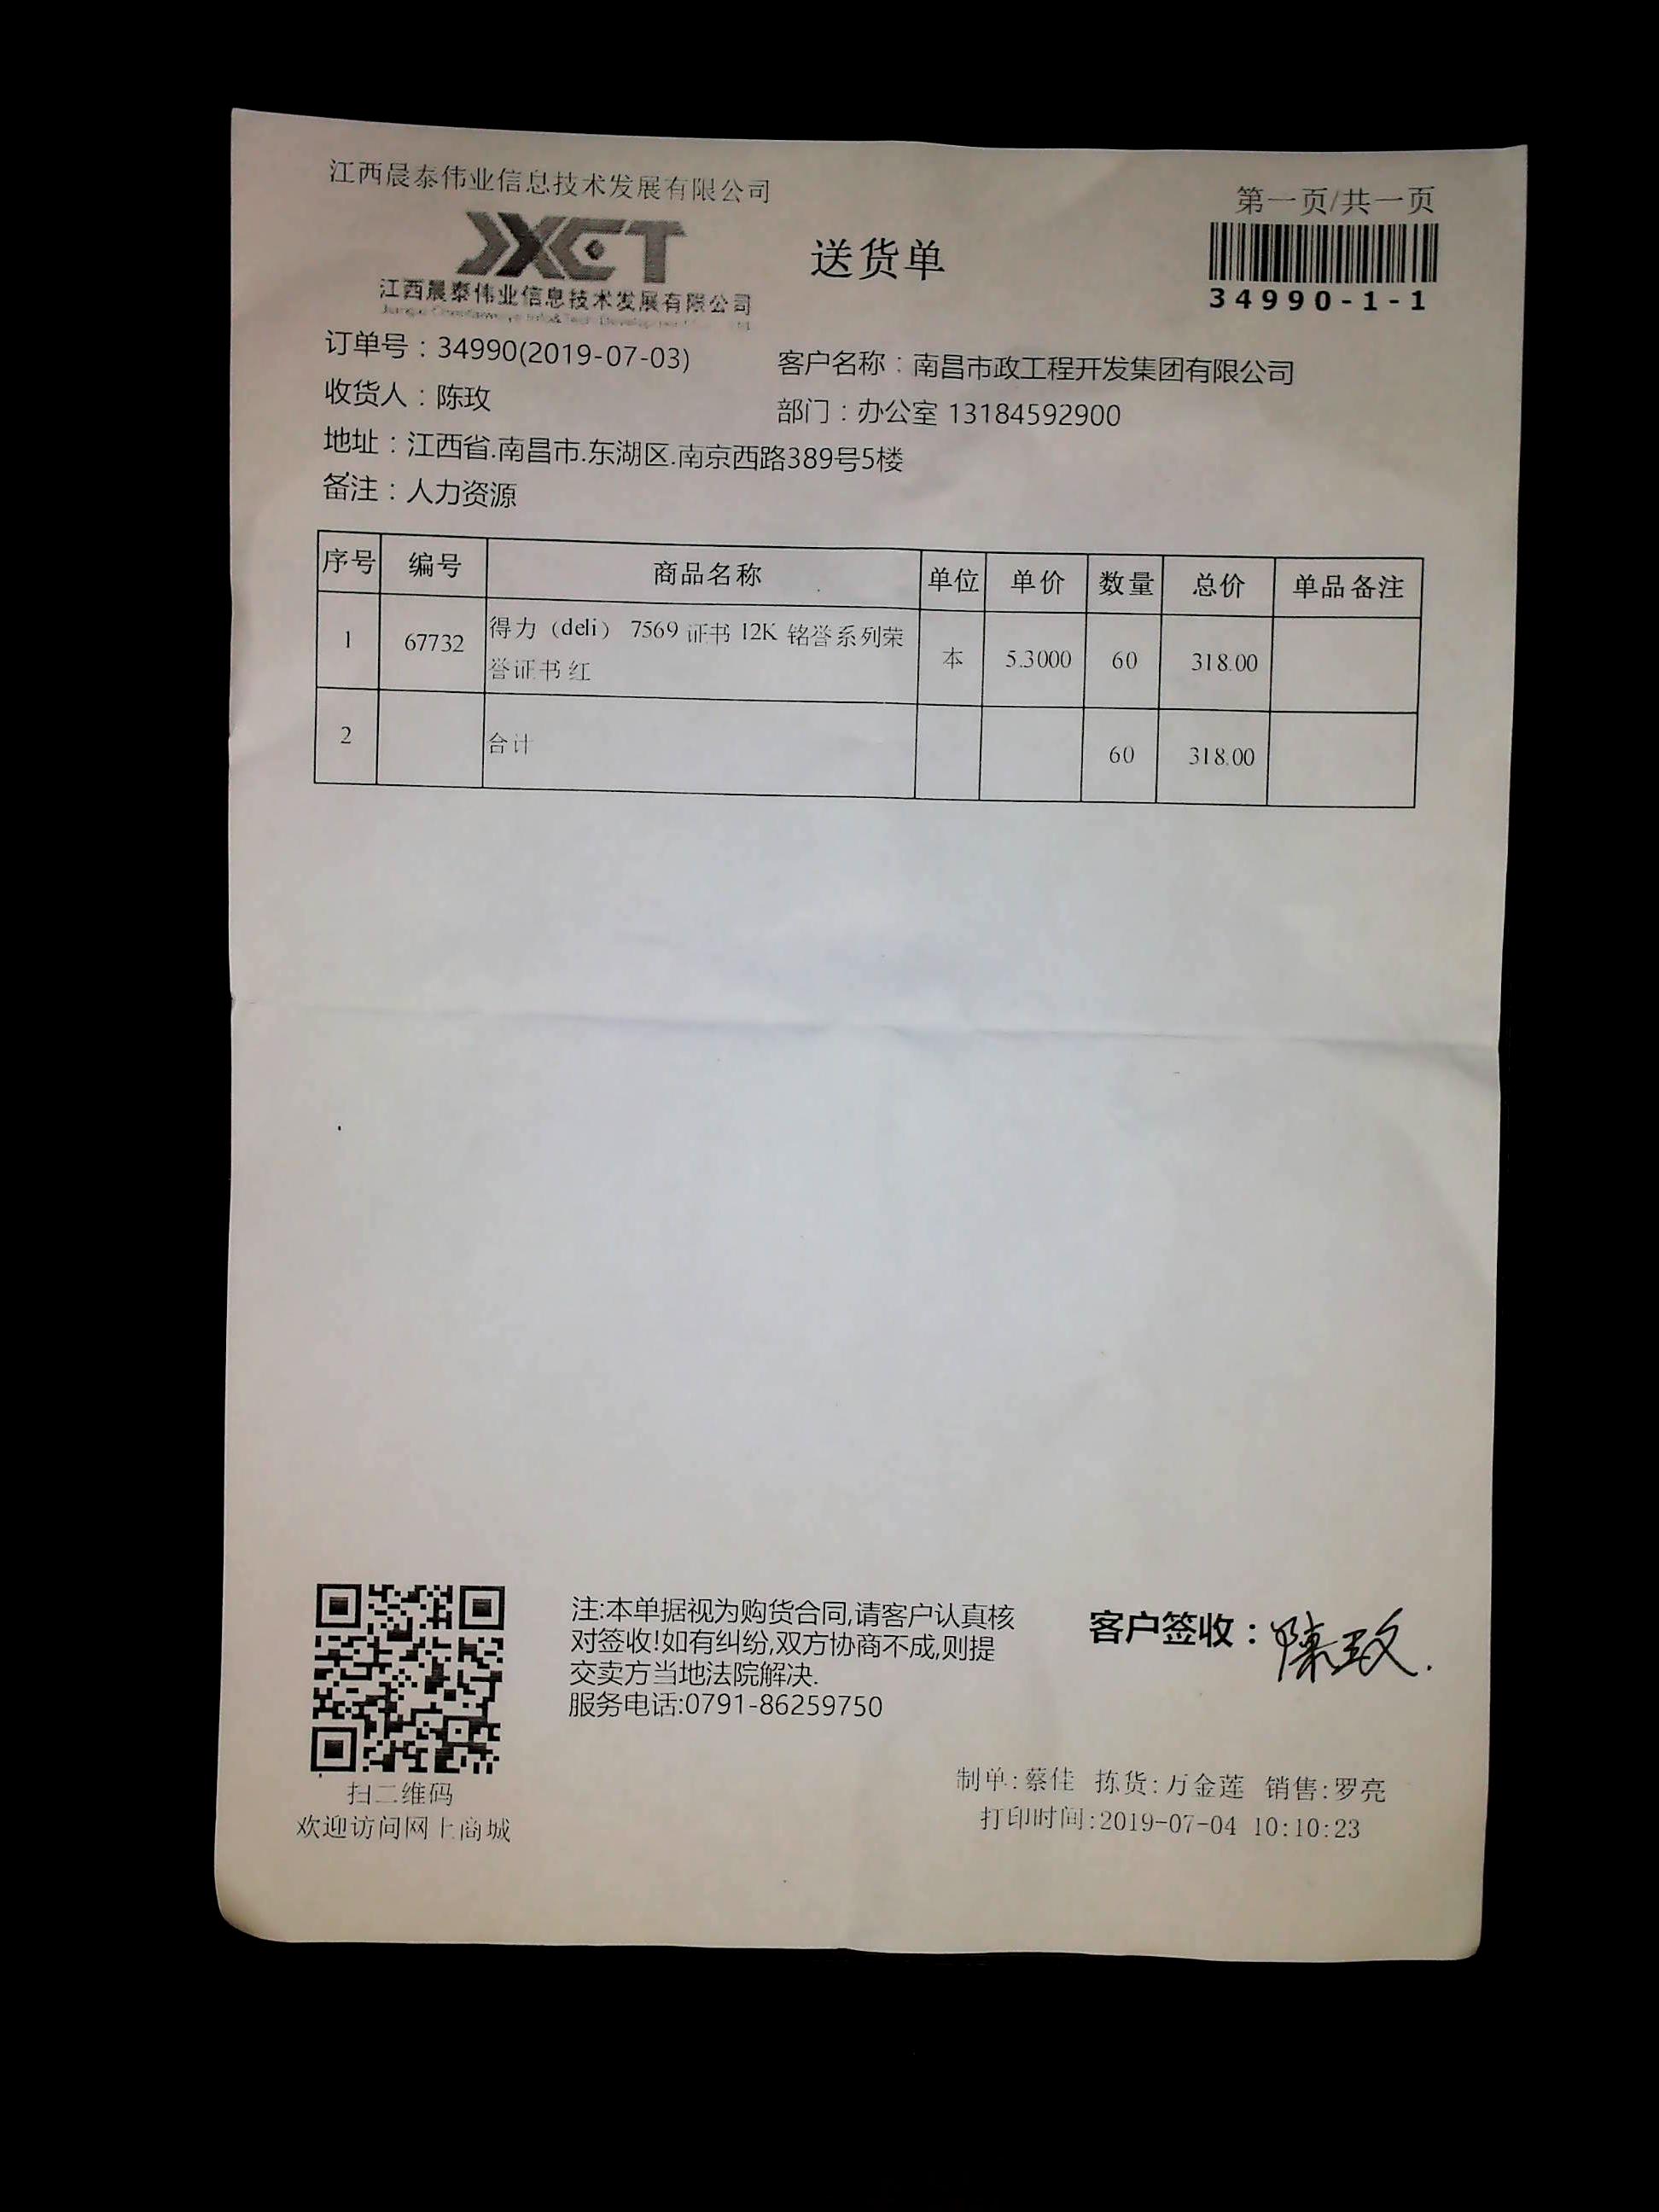 江西晨泰伟业信息技术发展有限公司
第一页/共一页
JXCT
江西晨泰伟业信息技术发展有限公司
送货单
34990-1-1
订单号：34990(2019-07-03)
客户名称：南昌市政工程开发集团有限公司
收货人：陈玫
部门：办公室 13184592900
地址：江西省.南昌市.东湖区.南京西路389号5楼
备注：人力资源
序号 编号 商品名称 单位 单价 数量 总价 单品备注
1 67732 得力（deli） 7569 证书 12K 铭誉系列荣
誉证书 红 本 5.3000 60 318.00
2 合计 60 318.00
注:本单据视为购货合同,请客户认真核
对签收!如有纠纷,双方协商不成,则提
交卖方当地法院解决.
服务电话:0791-86259750
客户签收：陈玫.
扫二维码
欢迎访问网上商城
制单:蔡佳 拣货:万金莲 销售:罗亮
打印时间:2019-07-04 10:10:23